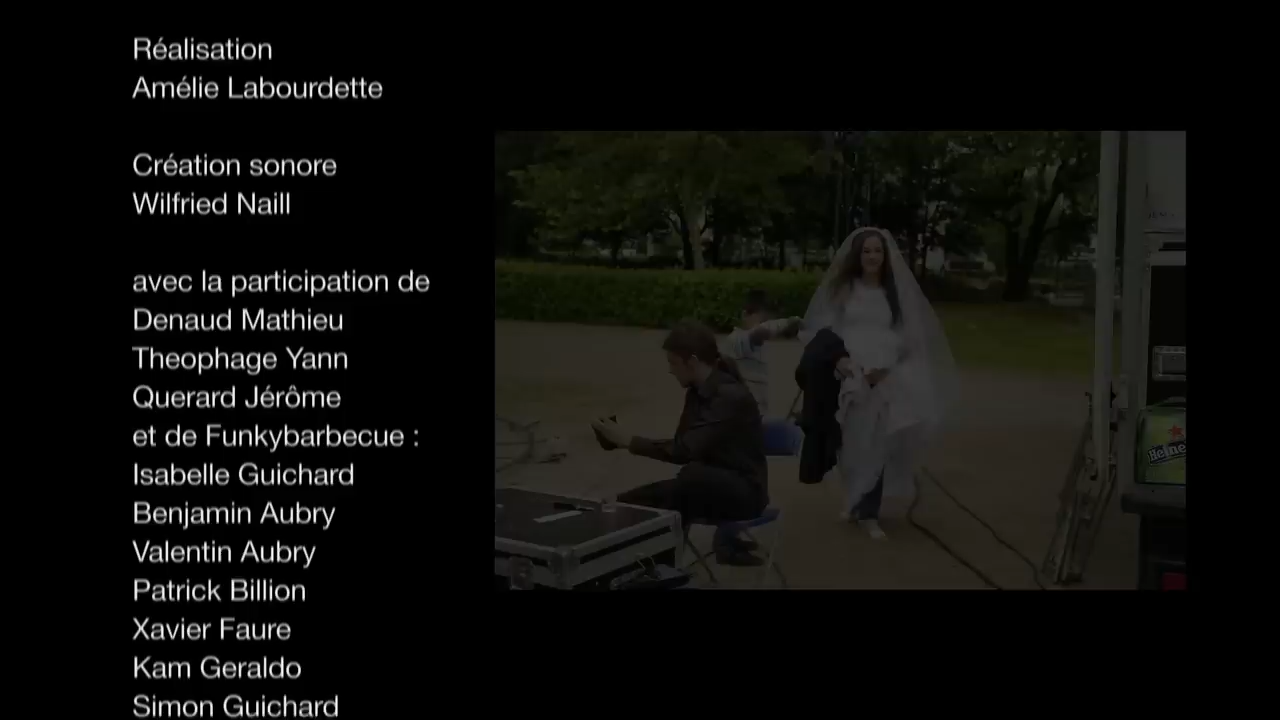 Réalisation
Amélie Labourdette
Création sonore
Wilfried Naill
avec la participation de
Denaud Mathieu
Theophage Yann
Querard Jérôme
et de Funkybarbecue :
Isabelle Guichard
Benjamin Aubry
Valentin Aubry
Patrick Billion
Xavier Faure
Kam Geraldo
Simon Guichard
Heine